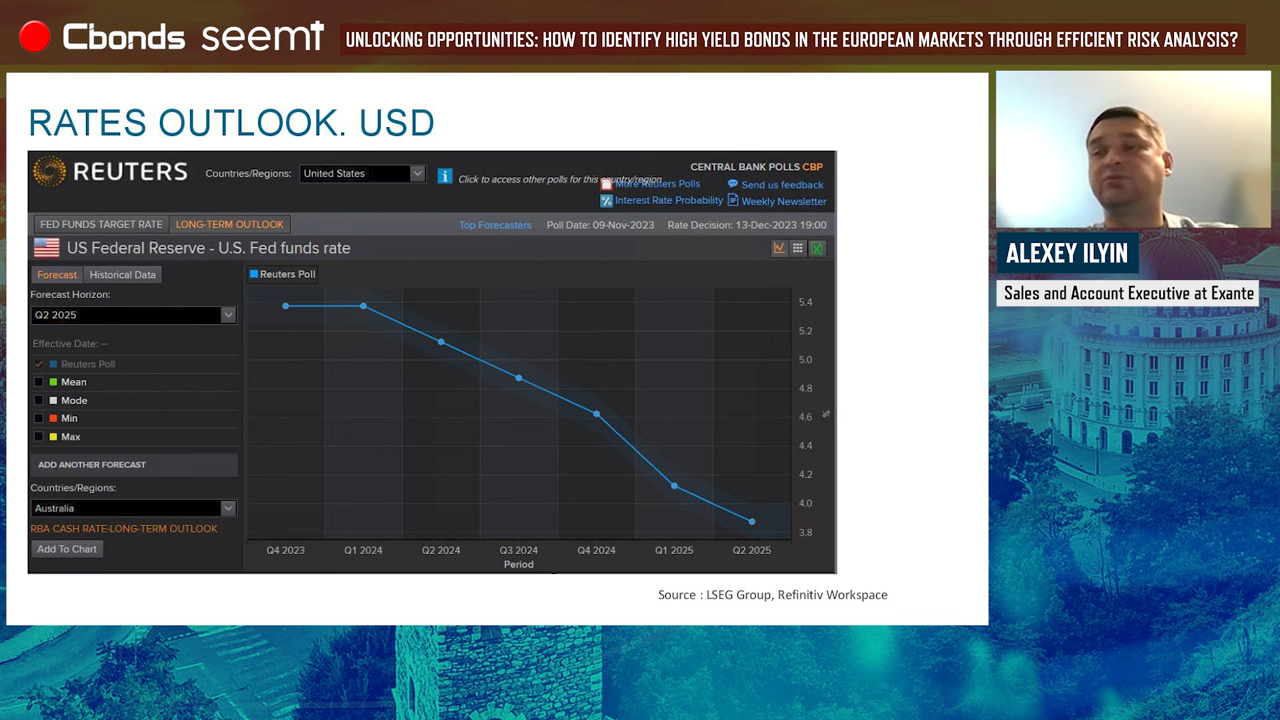 Cbonds seemt
UNLOCKING OPPORTUNITIES: HOW TO IDENTIFY HIGH YIELD BONDS IN THE EUROPEAN MARKETS THROUGH EFFICIENT RISK ANALYSIS?
RATES OUTLOOK. USD
REUTERS
Countries/Regions:
United States
i
Click to access other polls for this country/region
CENTRAL BANK POLLS CBP
More Reuters Polls
Send us feedback
Interest Rate Probability
Weekly Newsletter
FED FUNDS TARGET RATE
LONG-TERM OUTLOOK
Top Forecasters
Poll Date: 09-Nov-2023
Rate Decision: 13-Dec-2023 19:00
US Federal Reserve - U.S. Fed funds rate
Forecast
Historical Data
Forecast Horizon:
Q2 2025
Effective Date: --
Reuters Poll
Mean
Mode
Min
Max
ADD ANOTHER FORECAST
Countries/Regions:
Australia
RBA CASH RATE-LONG-TERM OUTLOOK
Add To Chart
Reuters Poll
5.4
5.2
5.0
4.8
4.6
%
4.4
4.2
4.0
3.8
Q4 2023
Q1 2024
Q2 2024
Q3 2024
Q4 2024
Q1 2025
Q2 2025
Period
Source : LSEG Group, Refinitiv Workspace
ALEXEY ILYIN
Sales and Account Executive at Exante